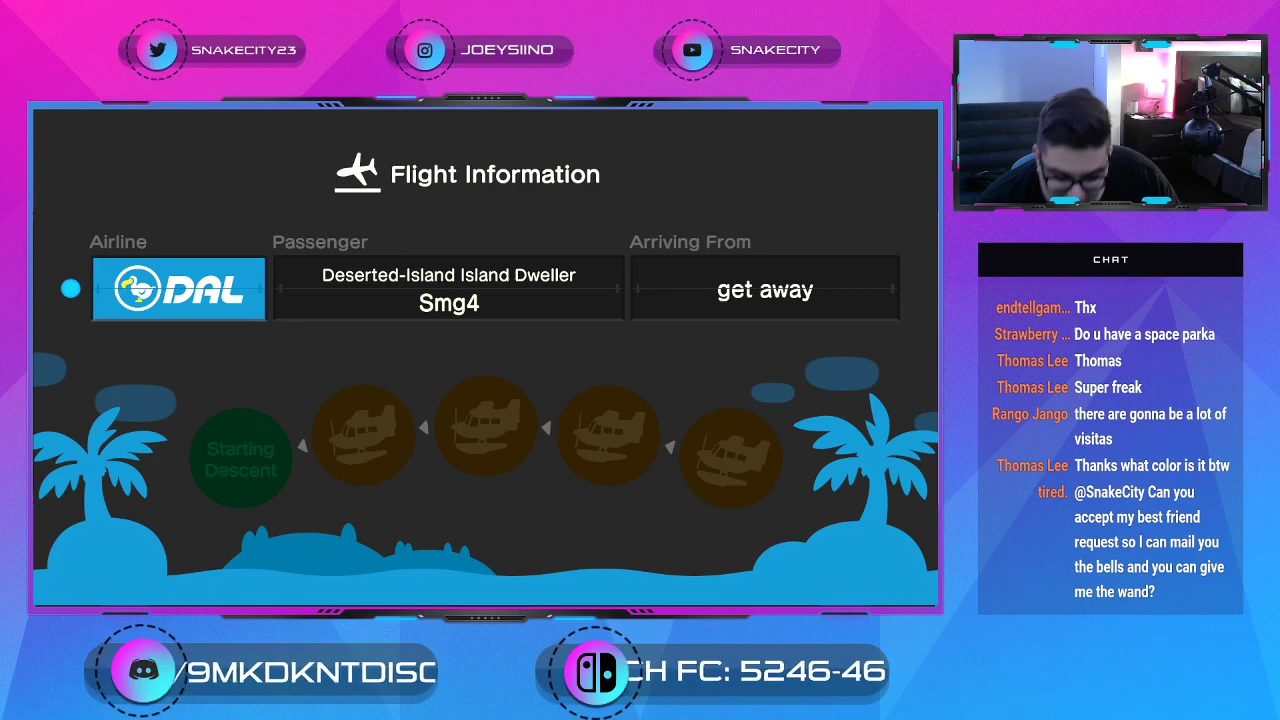 SNAKECITY23
JOEYSIINO
SNAKECITY
Flight Information
Airline
Passenger
Arriving From
DAL
Deserted-Island Island Dweller
Smg4
get away
Starting
Descent
CHAT
endtellgam... Thx
Strawberry ... Do u have a space parka
Thomas Lee Thomas
Thomas Lee Super freak
Rango Jango there are gonna be a lot of
visitas
Thomas Lee Thanks what color is it btw
tired. @SnakeCity Can you
accept my best friend
request so I can mail you
the bells and you can give
me the wand?
/9MKDKNTDISC
CH FC: 5246-46